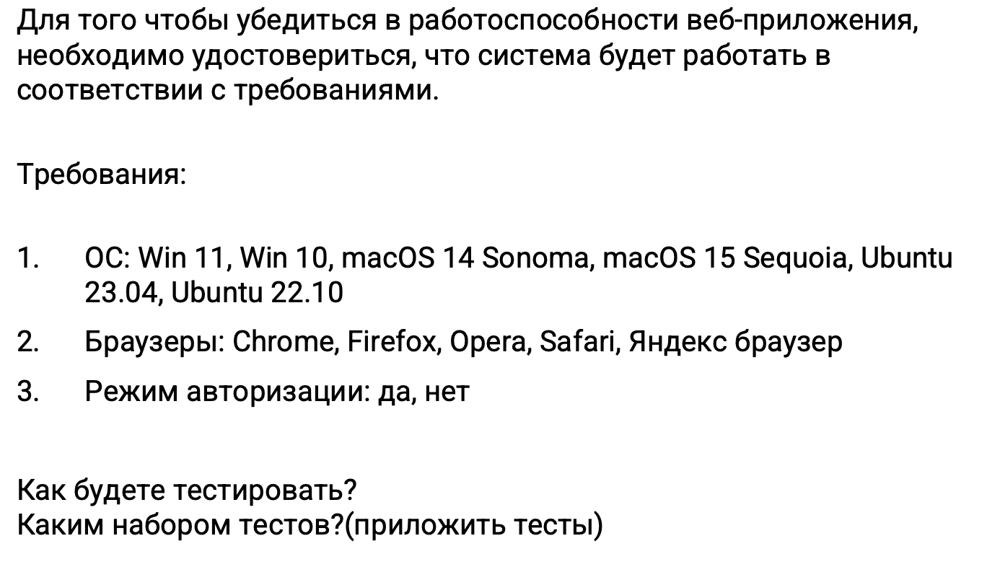 Для того чтобы убедиться в работоспособности веб-приложения,
необходимо удостовериться, что система будет работать в
соответствии с требованиями.
Требования:
1. ОС: Win 11, Win 10, macOS 14 Sonoma, macOS 15 Sequoia, Ubuntu
23.04, Ubuntu 22.10
2. Браузеры: Chrome, Firefox, Opera, Safari, Яндекс браузер
3. Режим авторизации: да, нет
Как будете тестировать?
Каким набором тестов?(приложить тесты)